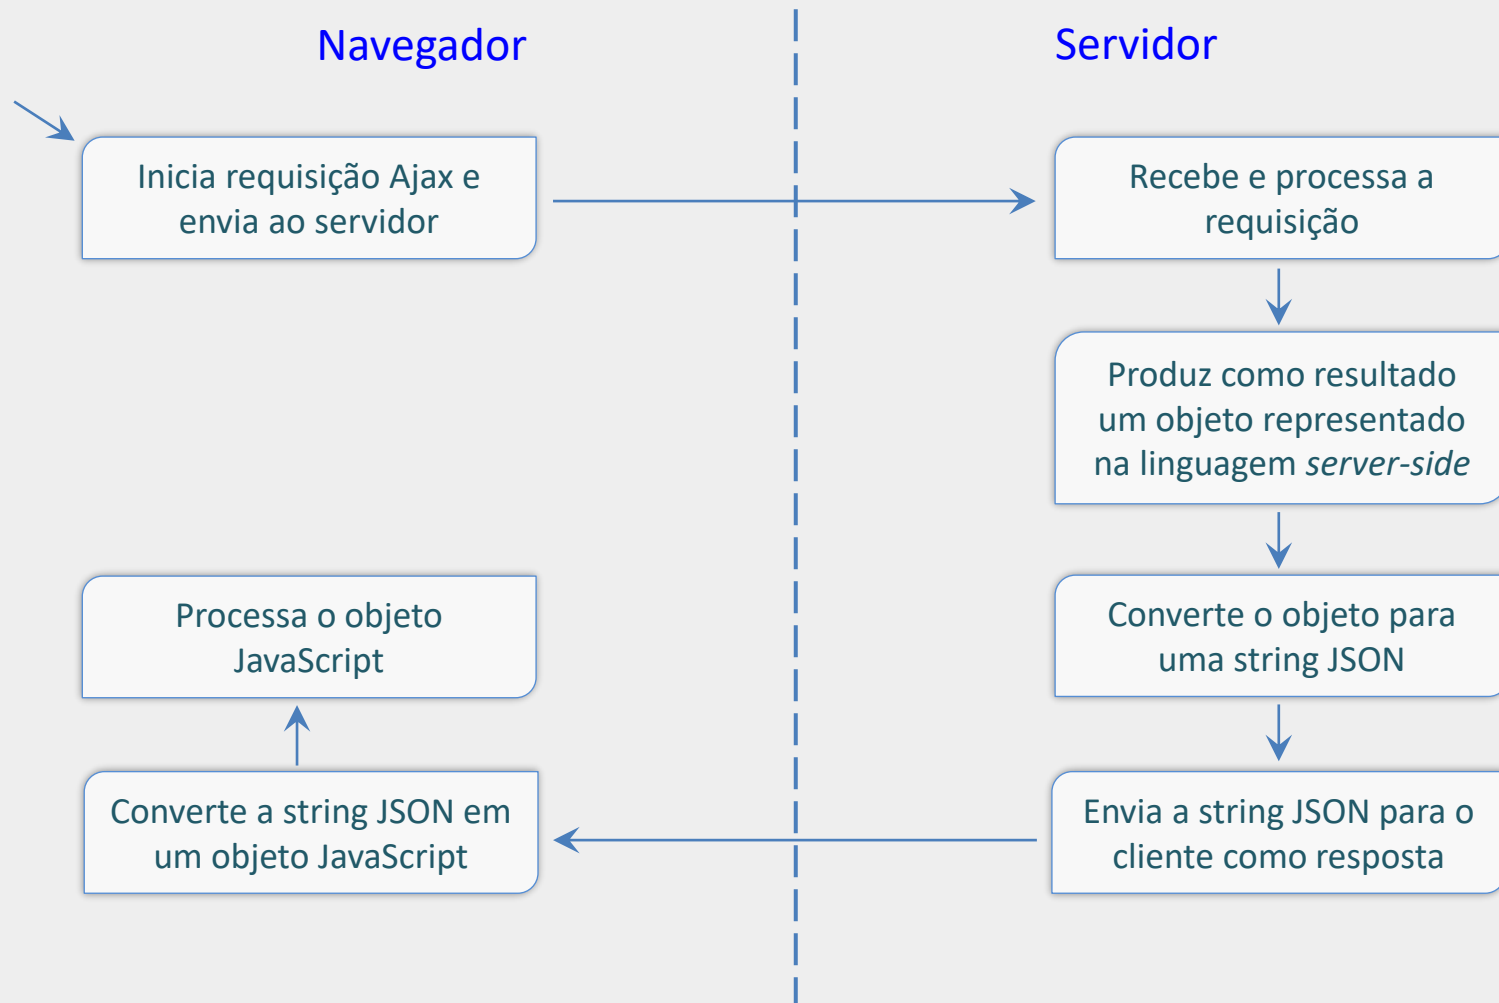 Navegador
Servidor
Inicia requisição Ajax e
envia ao servidor
Recebe e processa a
requisição
Produz como resultado
um objeto representado
na linguagem server-side
Converte o objeto para
uma string JSON
Envia a string JSON para o
cliente como resposta
Converte a string JSON em
um objeto JavaScript
Processa o objeto
JavaScript